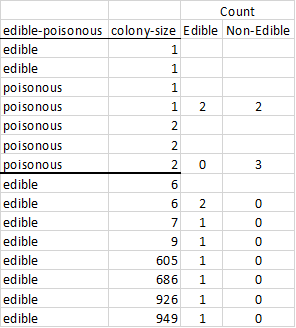 Count
edible-poisonous colony-size Edible Non-Edible
edible 1
edible 1
poisonous 1
poisonous 1 2 2
poisonous 2
poisonous 2
poisonous 2 0 3
edible 6
edible 6 2 0
edible 7 1 0
edible 9 1 0
edible 605 1 0
edible 686 1 0
edible 926 1 0
edible 949 1 0